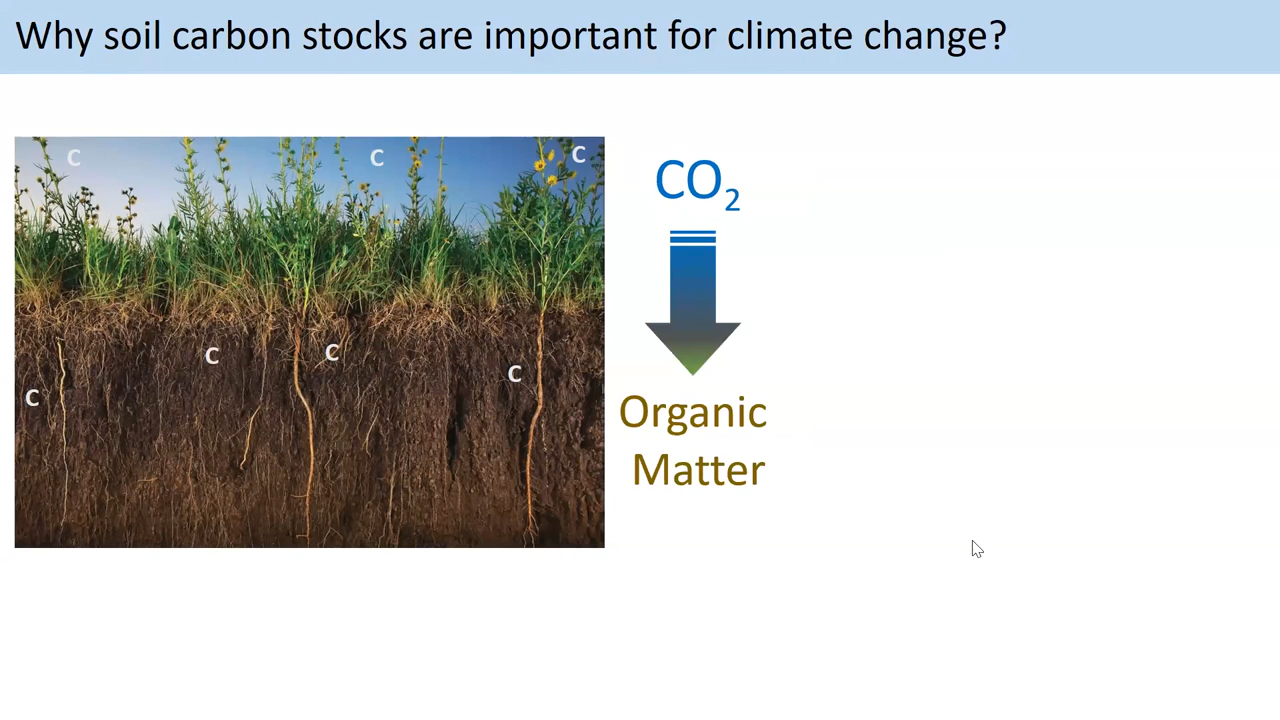 Why soil carbon stocks are important for climate change?
C C C
CO₂
C C
C
C
Organic
Matter